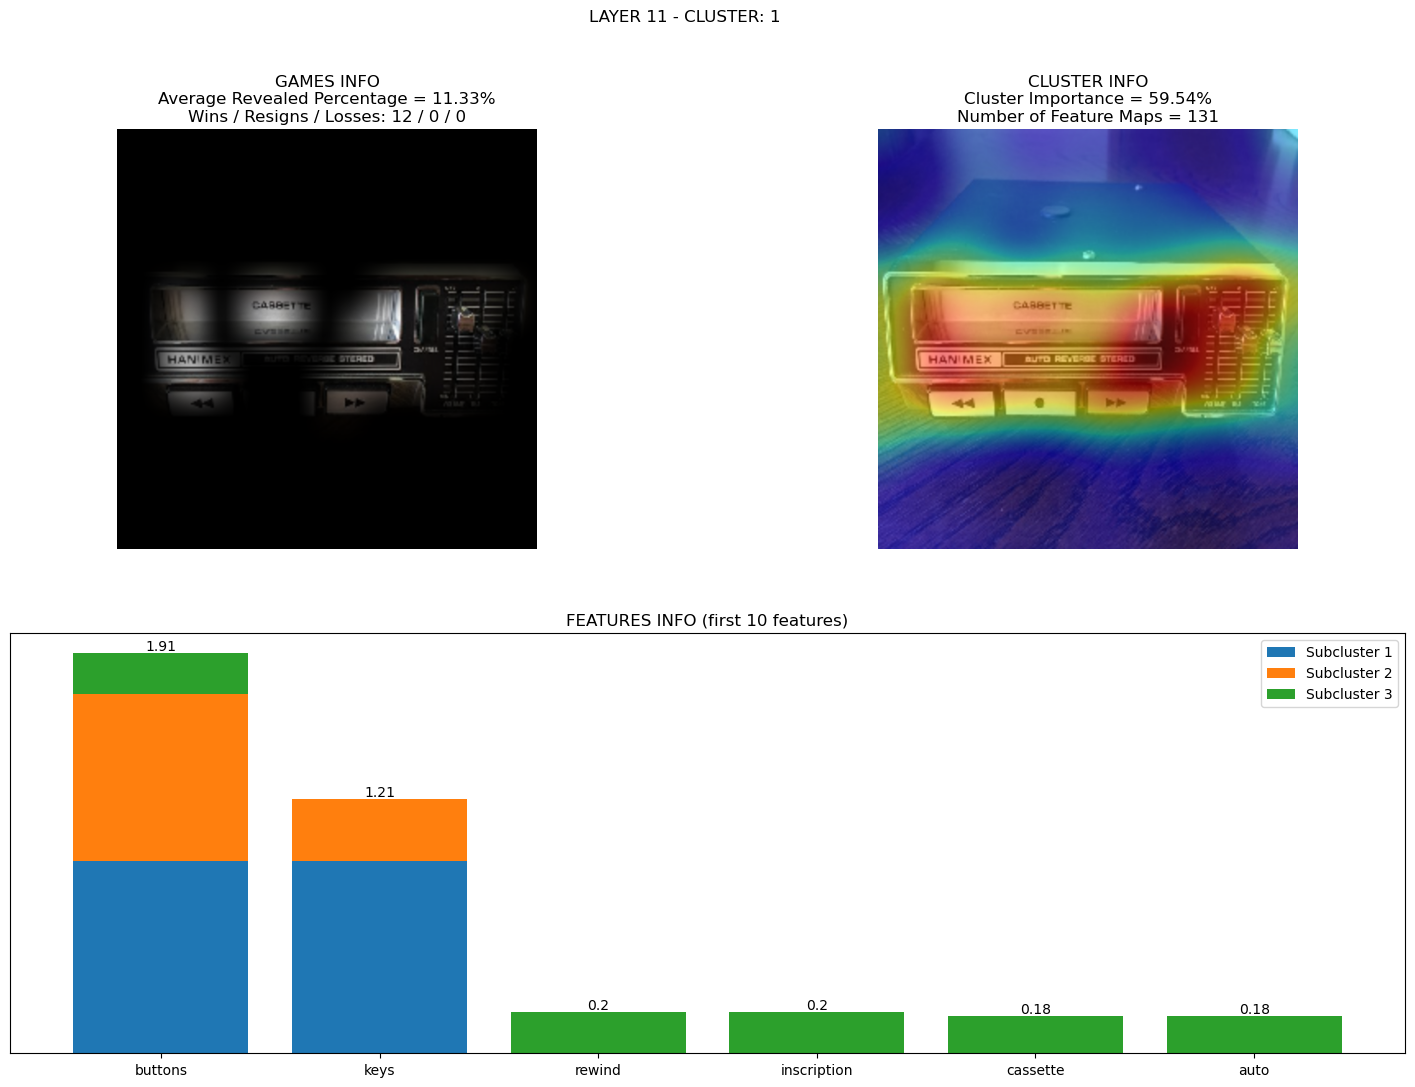 LAYER 11 - CLUSTER: 1
GAMES INFO
Average Revealed Percentage = 11.33%
Wins / Resigns / Losses: 12 / 0 / 0
CASSETTE
HANIMEX
AUTO REVERSE STEREO
CLUSTER INFO
Cluster Importance = 59.54%
Number of Feature Maps = 131
CASSETTE
HANIMEX
AUTO REVERSE STEREO
FEATURES INFO (first 10 features)
1.91
1.21
0.2
0.2
0.18
0.18
Subcluster 1
Subcluster 2
Subcluster 3
buttons
keys
rewind
inscription
cassette
auto